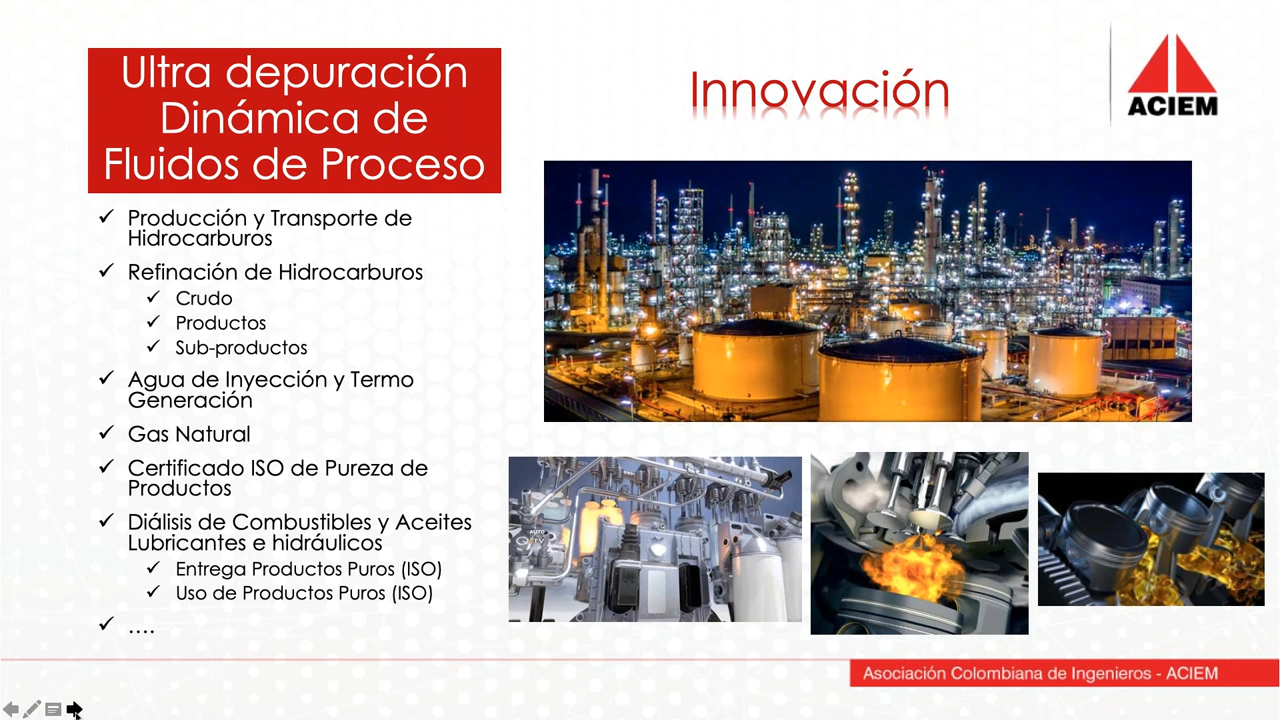 Ultra depuración
Dinámica de
Fluidos de Proceso
Innovación
ACIEM
✓ Producción y Transporte de
Hidrocarburos
✓ Refinación de Hidrocarburos
✓ Crudo
✓ Productos
✓ Sub-productos
✓ Agua de Inyección y Termo
Generación
✓ Gas Natural
✓ Certificado ISO de Pureza de
Productos
✓ Diálisis de Combustibles y Aceites
Lubricantes e hidráulicos
✓ Entrega Productos Puros (ISO)
✓ Uso de Productos Puros (ISO)
✓ ....
AUTO
TV
Asociación Colombiana de Ingenieros - ACIEM